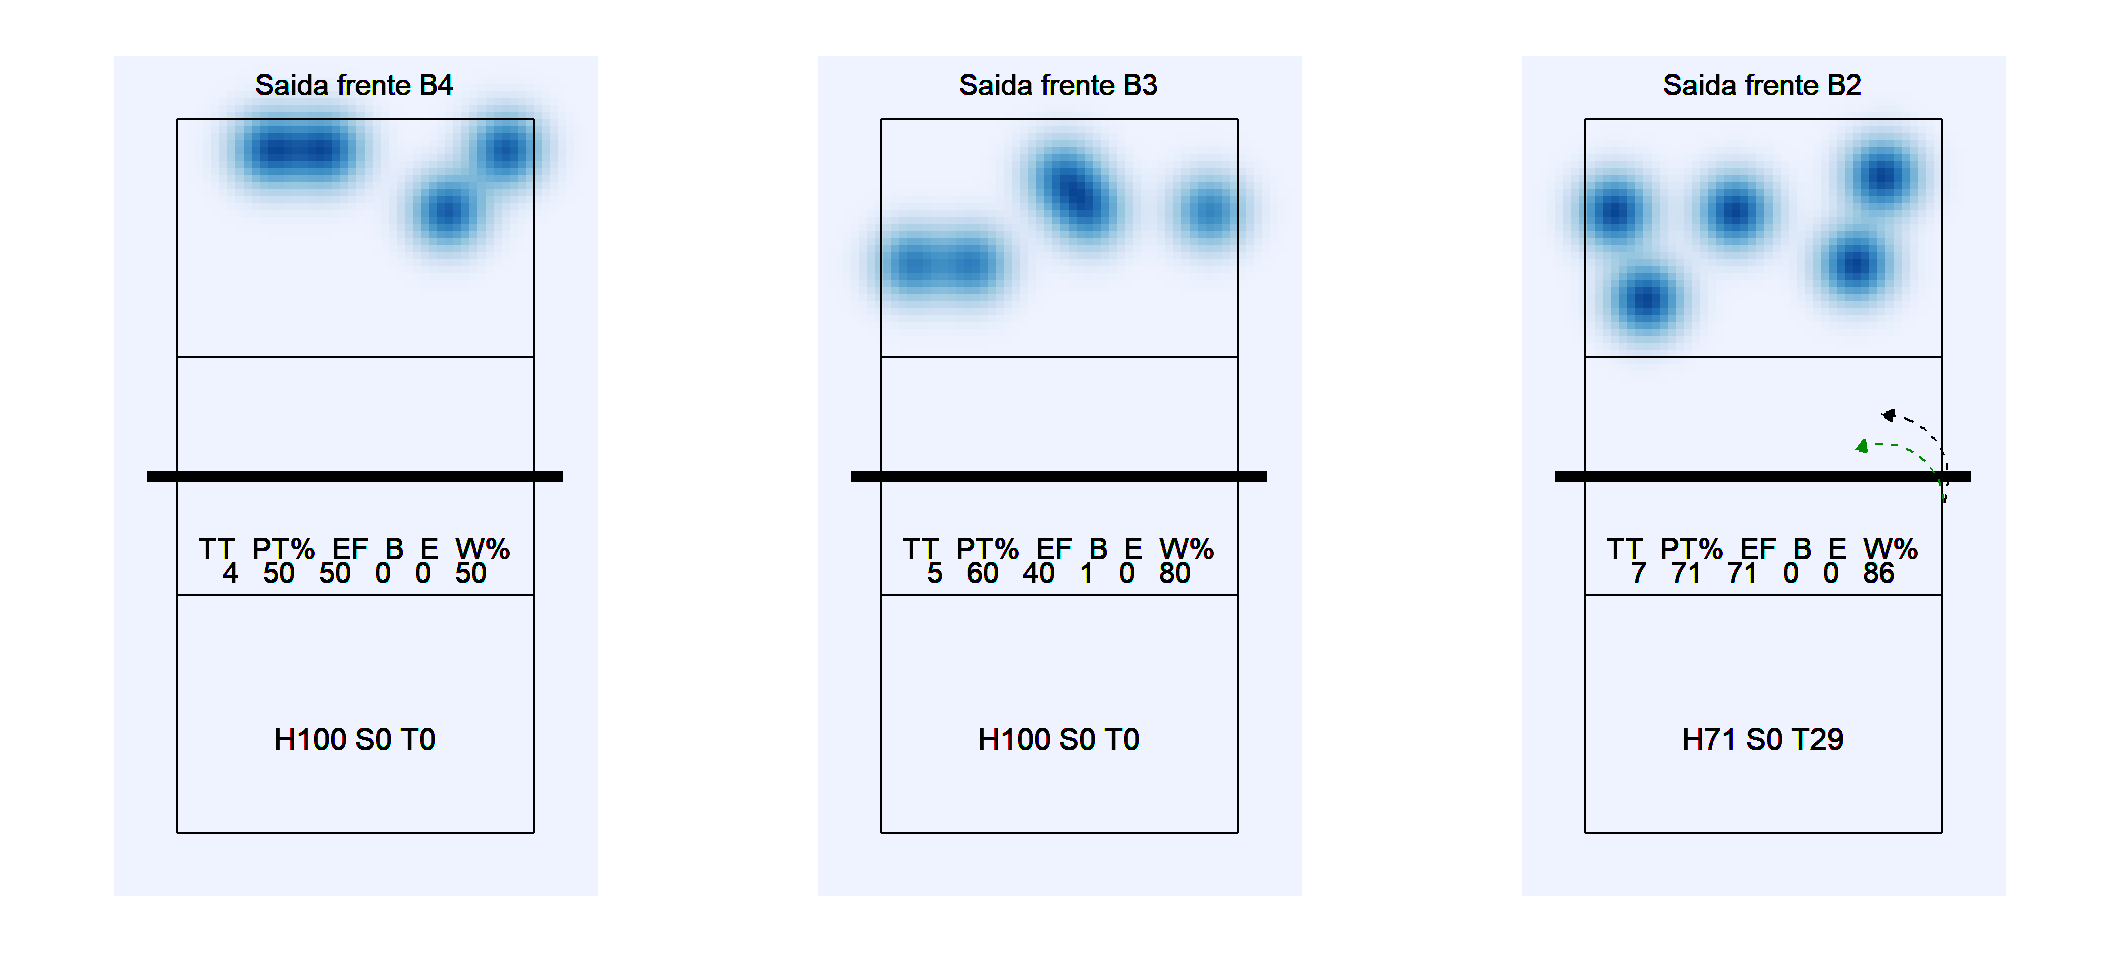 Saida frente B4
TT PT% EF B E W%
4 50 50 0 0 50
H100 S0 T0
Saida frente B3
TT PT% EF B E W%
5 60 40 1 0 80
H100 S0 T0
Saida frente B2
TT PT% EF B E W%
7 71 71 0 0 86
H71 S0 T29